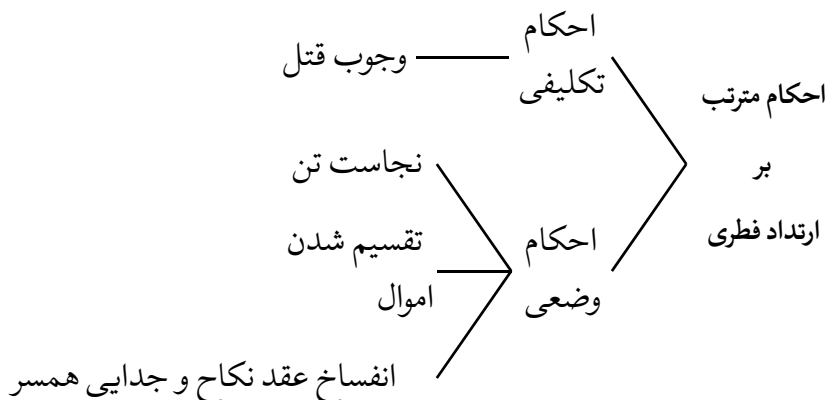 احکام مترتب
بر
ارتداد فطری
احکام
تکلیفی
وجوب قتل
احکام
وضعی
نجاست تن
تقسیم شدن
اموال
انفساخ عقد نکاح و جدایی همسر